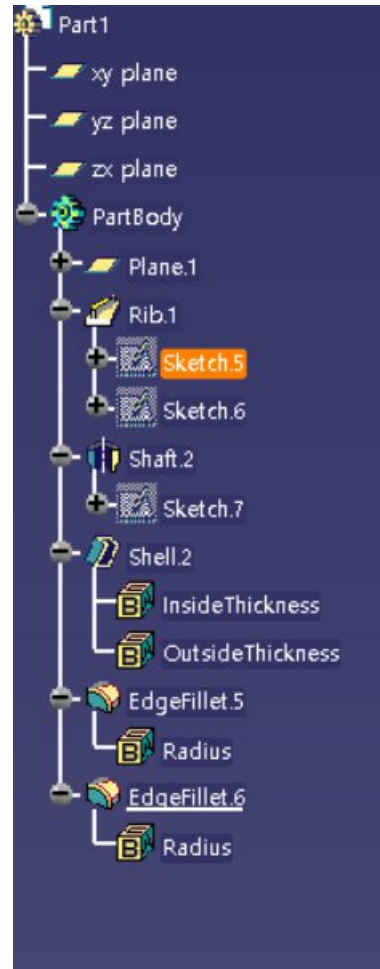 Part1
xy plane
yz plane
zx plane
PartBody
Plane.1
Rib.1
Sketch.5
Sketch.6
Shaft.2
Sketch.7
Shell.2
B InsideThickness
B OutsideThickness
EdgeFillet.5
B Radius
EdgeFillet.6
B Radius